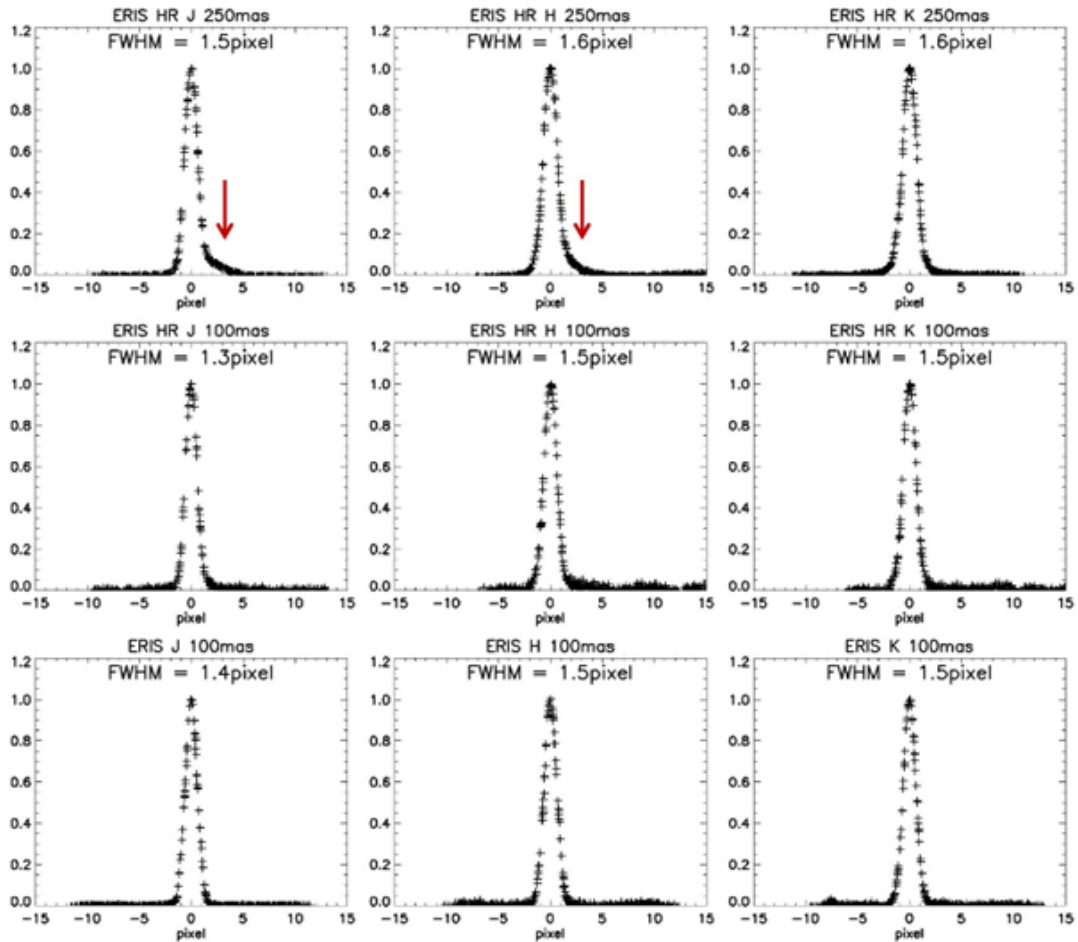 ERIS HR J 250mas
FWHM = 1.5pixel
1.2
1.0
0.8
0.6
0.4
0.2
0.0
−15 −10 −5 0 5 10 15
pixel
ERIS HR H 250mas
FWHM = 1.6pixel
1.2
1.0
0.8
0.6
0.4
0.2
0.0
−15 −10 −5 0 5 10 15
pixel
ERIS HR K 250mas
FWHM = 1.6pixel
1.2
1.0
0.8
0.6
0.4
0.2
0.0
−15 −10 −5 0 5 10 15
pixel
ERIS HR J 100mas
FWHM = 1.3pixel
1.2
1.0
0.8
0.6
0.4
0.2
0.0
−15 −10 −5 0 5 10 15
pixel
ERIS HR H 100mas
FWHM = 1.5pixel
1.2
1.0
0.8
0.6
0.4
0.2
0.0
−15 −10 −5 0 5 10 15
pixel
ERIS HR K 100mas
FWHM = 1.5pixel
1.2
1.0
0.8
0.6
0.4
0.2
0.0
−15 −10 −5 0 5 10 15
pixel
ERIS J 100mas
FWHM = 1.4pixel
1.2
1.0
0.8
0.6
0.4
0.2
0.0
−15 −10 −5 0 5 10 15
pixel
ERIS H 100mas
FWHM = 1.5pixel
1.2
1.0
0.8
0.6
0.4
0.2
0.0
−15 −10 −5 0 5 10 15
pixel
ERIS K 100mas
FWHM = 1.5pixel
1.2
1.0
0.8
0.6
0.4
0.2
0.0
−15 −10 −5 0 5 10 15
pixel